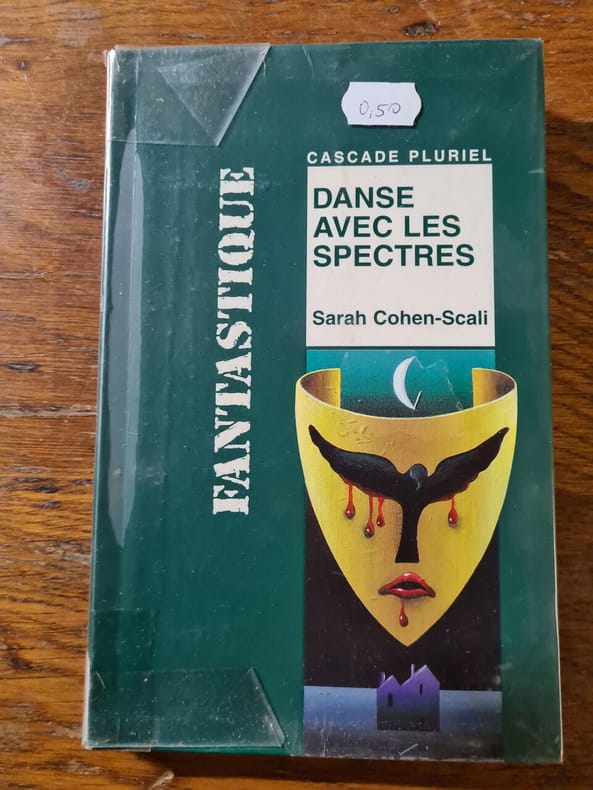 0,50
CASCADE PLURIEL
DANSE
AVEC LES
SPECTRES
Sarah Cohen-Scali
FANTASTIQUE